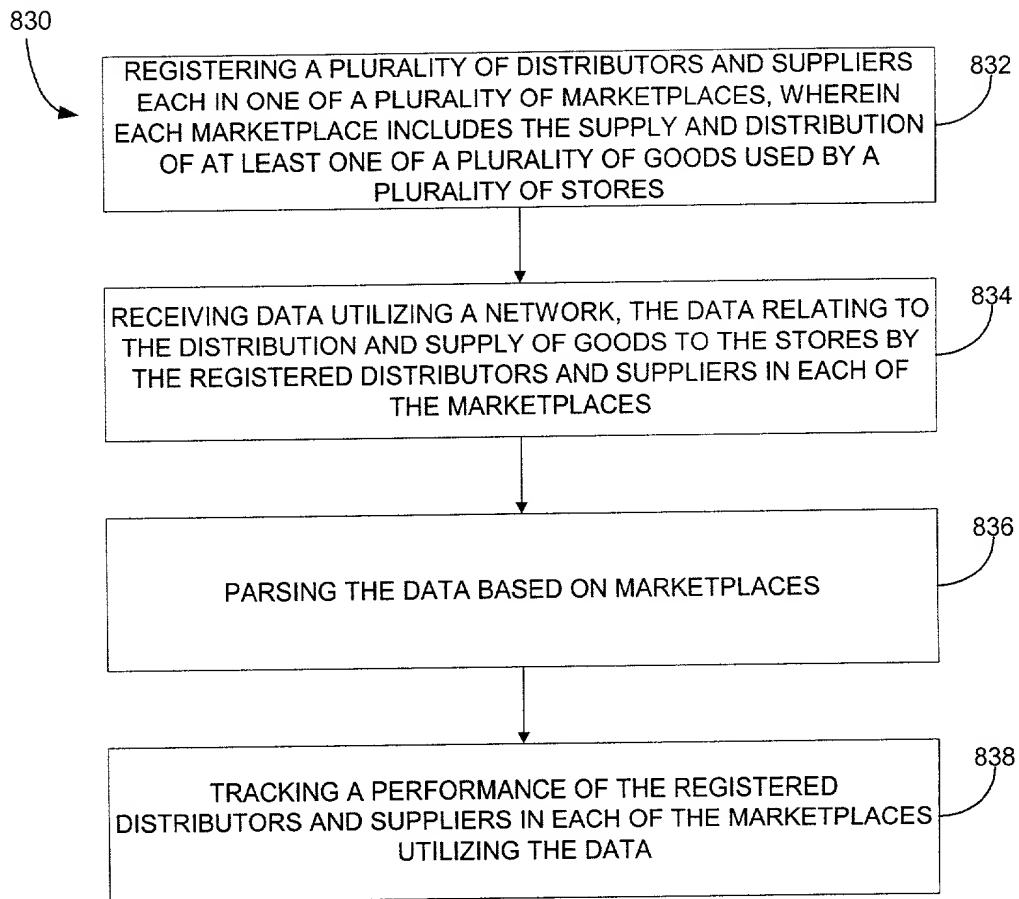 830
REGISTERING A PLURALITY OF DISTRIBUTORS AND SUPPLIERS
EACH IN ONE OF A PLURALITY OF MARKETPLACES, WHEREIN
EACH MARKETPLACE INCLUDES THE SUPPLY AND DISTRIBUTION
OF AT LEAST ONE OF A PLURALITY OF GOODS USED BY A
PLURALITY OF STORES
832
RECEIVING DATA UTILIZING A NETWORK, THE DATA RELATING TO
THE DISTRIBUTION AND SUPPLY OF GOODS TO THE STORES BY
THE REGISTERED DISTRIBUTORS AND SUPPLIERS IN EACH OF
THE MARKETPLACES
834
PARSING THE DATA BASED ON MARKETPLACES
836
TRACKING A PERFORMANCE OF THE REGISTERED
DISTRIBUTORS AND SUPPLIERS IN EACH OF THE MARKETPLACES
UTILIZING THE DATA
838